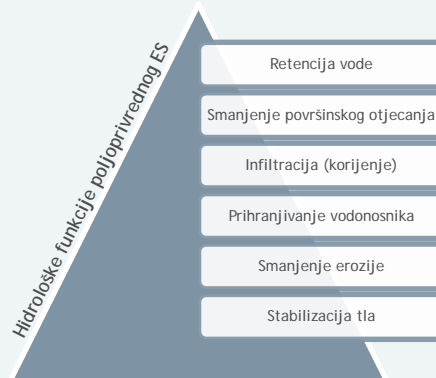 Hidrološke funkcije poljoprivrednog ES
Retencija vode
Smanjenje površinskog otjecanja
Infiltracija (korijenje)
Prihranjivanje vodonosnika
Smanjenje erozije
Stabilizacija tla